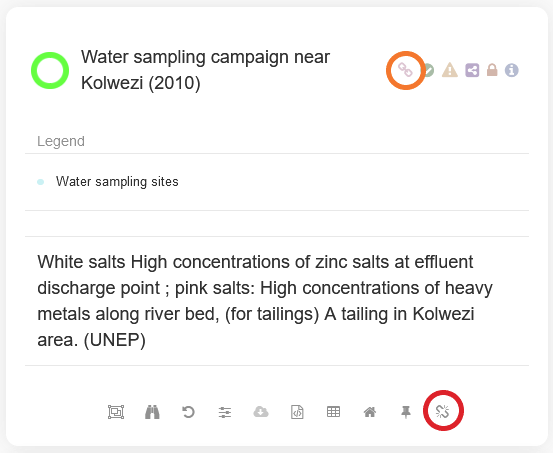 Water sampling campaign near
Kolwezi (2010)
Legend
Water sampling sites
White salts High concentrations of zinc salts at effluent
discharge point ; pink salts: High concentrations of heavy
metals along river bed, (for tailings) A tailing in Kolwezi
area. (UNEP)